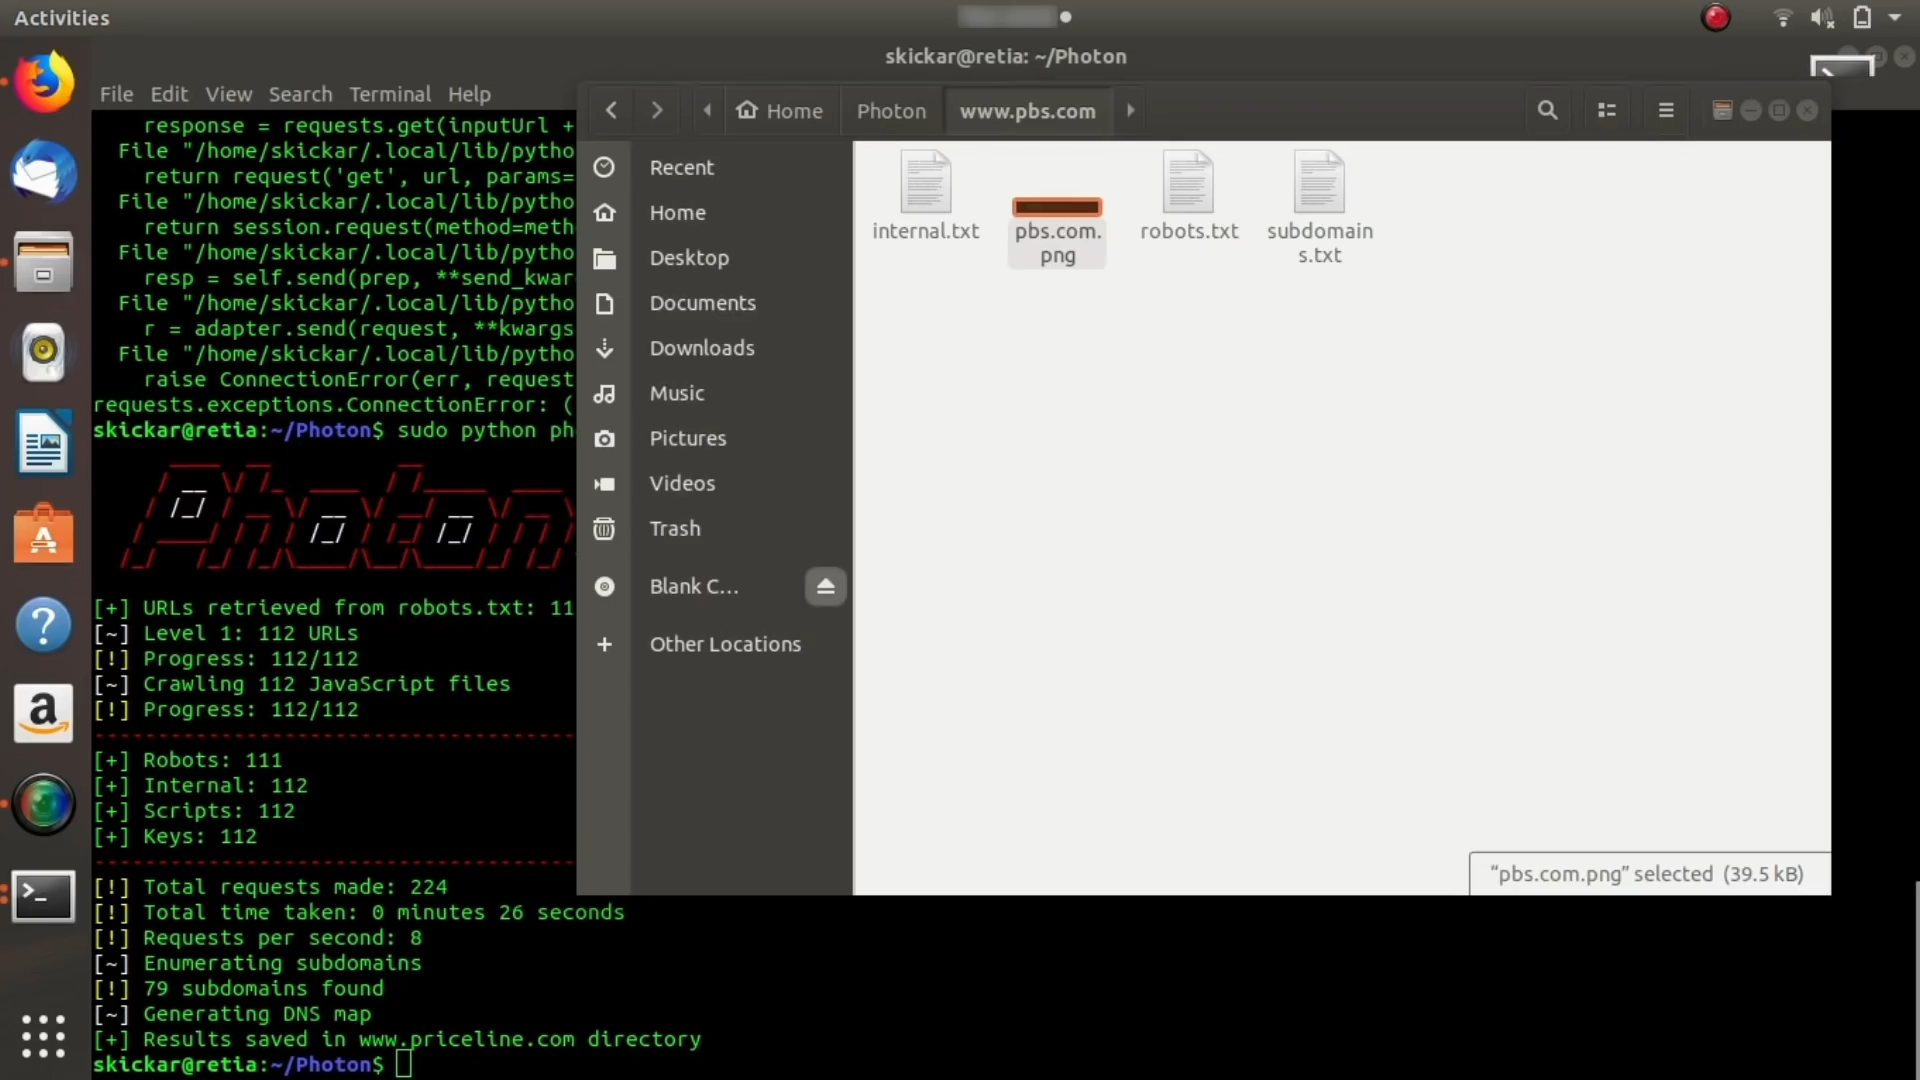 Activities
skickar@retia: ~/Photon
File Edit View Search Terminal Help
response = requests.get(inputUrl +
File "/home/skickar/.local/lib/pytho
return request('get', url, params=
File "/home/skickar/.local/lib/pytho
return session.request(method=meth
File "/home/skickar/.local/lib/pytho
resp = self.send(prep, **send_kwar
File "/home/skickar/.local/lib/pytho
r = adapter.send(request, **kwargs
File "/home/skickar/.local/lib/pytho
raise ConnectionError(err, request
requests.exceptions.ConnectionError: (
skickar@retia:~/Photon$ sudo python ph
Photon
[+] URLs retrieved from robots.txt: 11
[~] Level 1: 112 URLs
[!] Progress: 112/112
[~] Crawling 112 JavaScript files
[!] Progress: 112/112
[+] Robots: 111
[+] Internal: 112
[+] Scripts: 112
[+] Keys: 112
[!] Total requests made: 224
[!] Total time taken: 0 minutes 26 seconds
[!] Requests per second: 8
[~] Enumerating subdomains
[!] 79 subdomains found
[~] Generating DNS map
[+] Results saved in www.priceline.com directory
skickar@retia:~/Photon$
Home Photon www.pbs.com
Recent
Home
Desktop
Documents
Downloads
Music
Pictures
Videos
Trash
Blank C...
Other Locations
internal.txt
pbs.com.
png
robots.txt
subdomain
s.txt
"pbs.com.png" selected (39.5 kB)